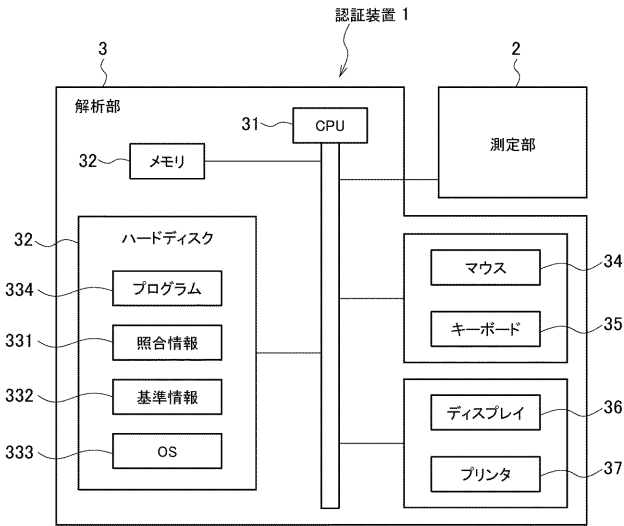 認証装置 1
3
2
解析部
31
CPU
測定部
32
メモリ
32
ハードディスク
34
マウス
334
プログラム
331
照合情報
35
キーボード
332
基準情報
36
ディスプレイ
333
OS
37
プリンタ